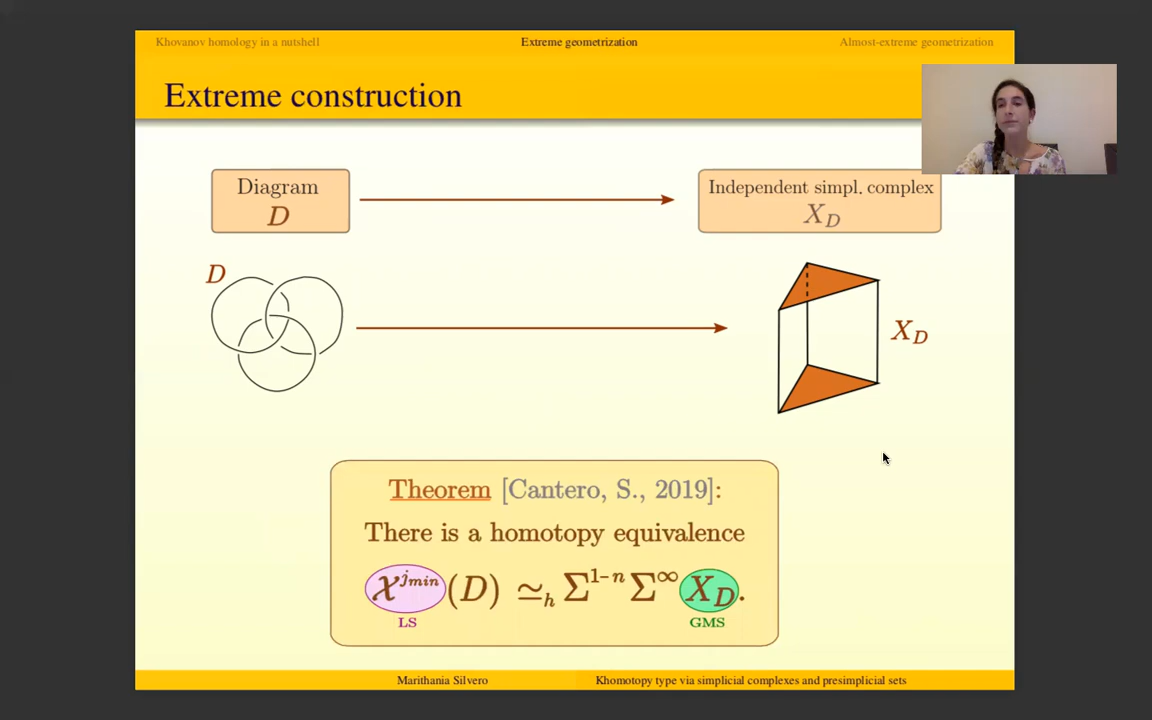 Khovanov homology in a nutshell
Extreme geometrization
Almost-extreme geometrization
Extreme construction
Diagram
D
Independent simpl. complex
X_D
D
X_D
Theorem [Cantero, S., 2019]:
There is a homotopy equivalence
𝒳^{j_{min}}(D) ≃_h Σ^{1-n} Σ^∞ X_D.
LS
GMS
Marithania Silvero
Khomotopy type via simplicial complexes and presimplicial sets